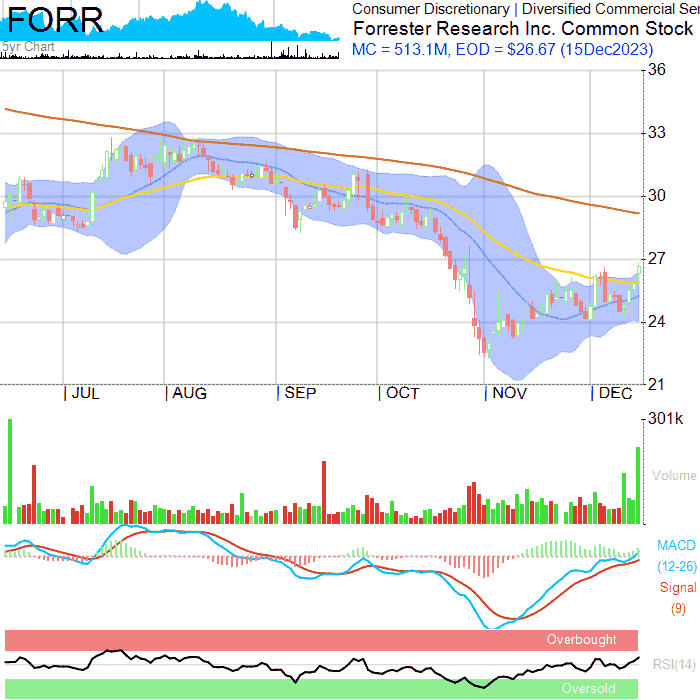 FORR
5yr Chart
Consumer Discretionary | Diversified Commercial Ser
Forrester Research Inc. Common Stock
MC = 513.1M, EOD = $26.67 (15Dec2023)
36
33
30
27
24
21
JUL AUG SEP OCT NOV DEC
301k
Volume
MACD
(12-26)
Signal
(9)
Overbought
RSI(14)
Oversold